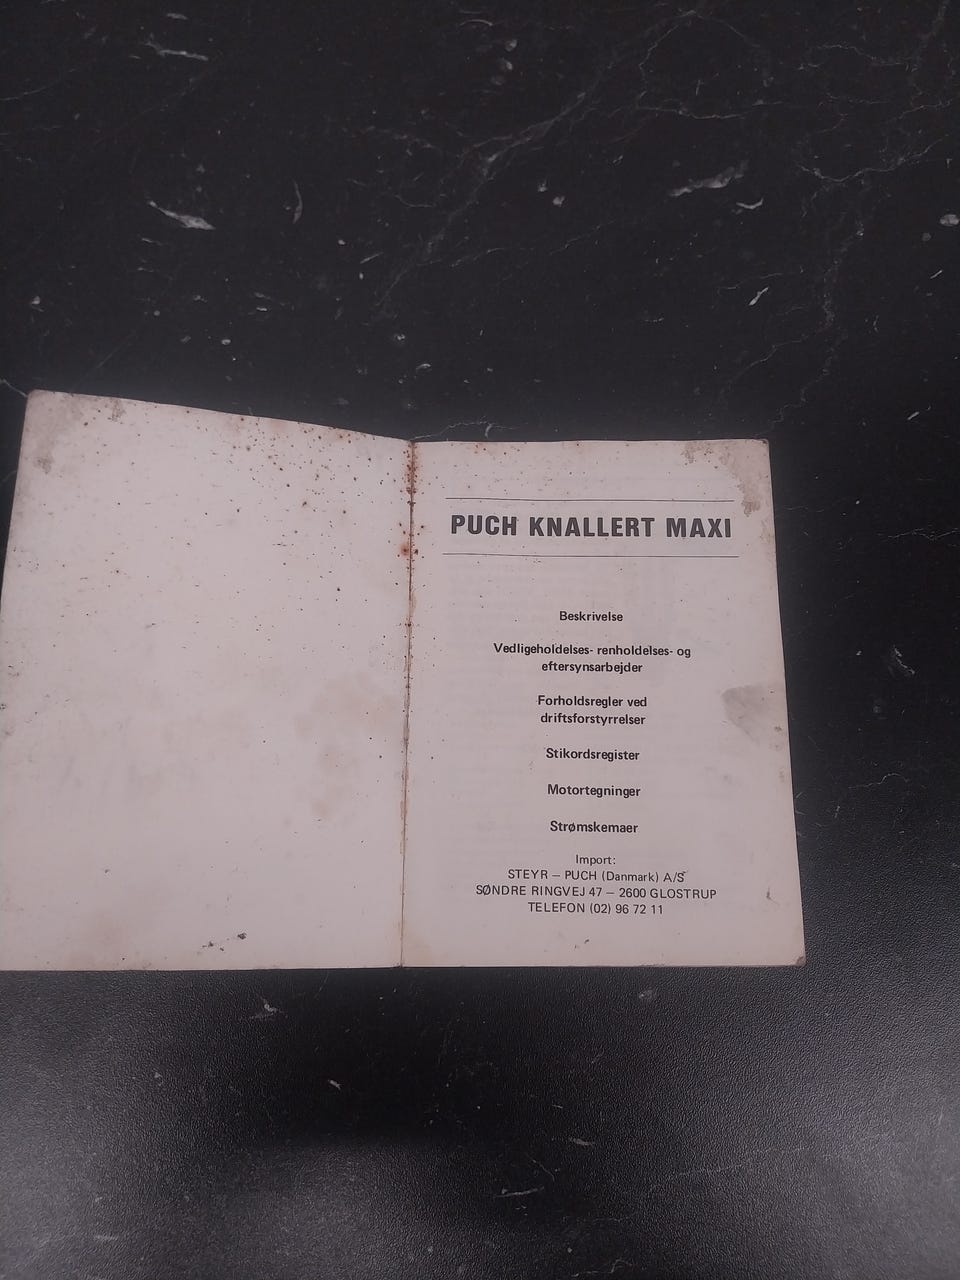 PUCH KNALLERT MAXI
Beskrivelse
Vedligeholdelses- renholdelses- og
eftersynsarbejder
Forholdsregler ved
driftsforstyrrelser
Stikordsregister
Motortegninger
Strømskemaer
Import:
STEYR – PUCH (Danmark) A/S
SØNDRE RINGVEJ 47 – 2600 GLOSTRUP
TELEFON (02) 96 72 11